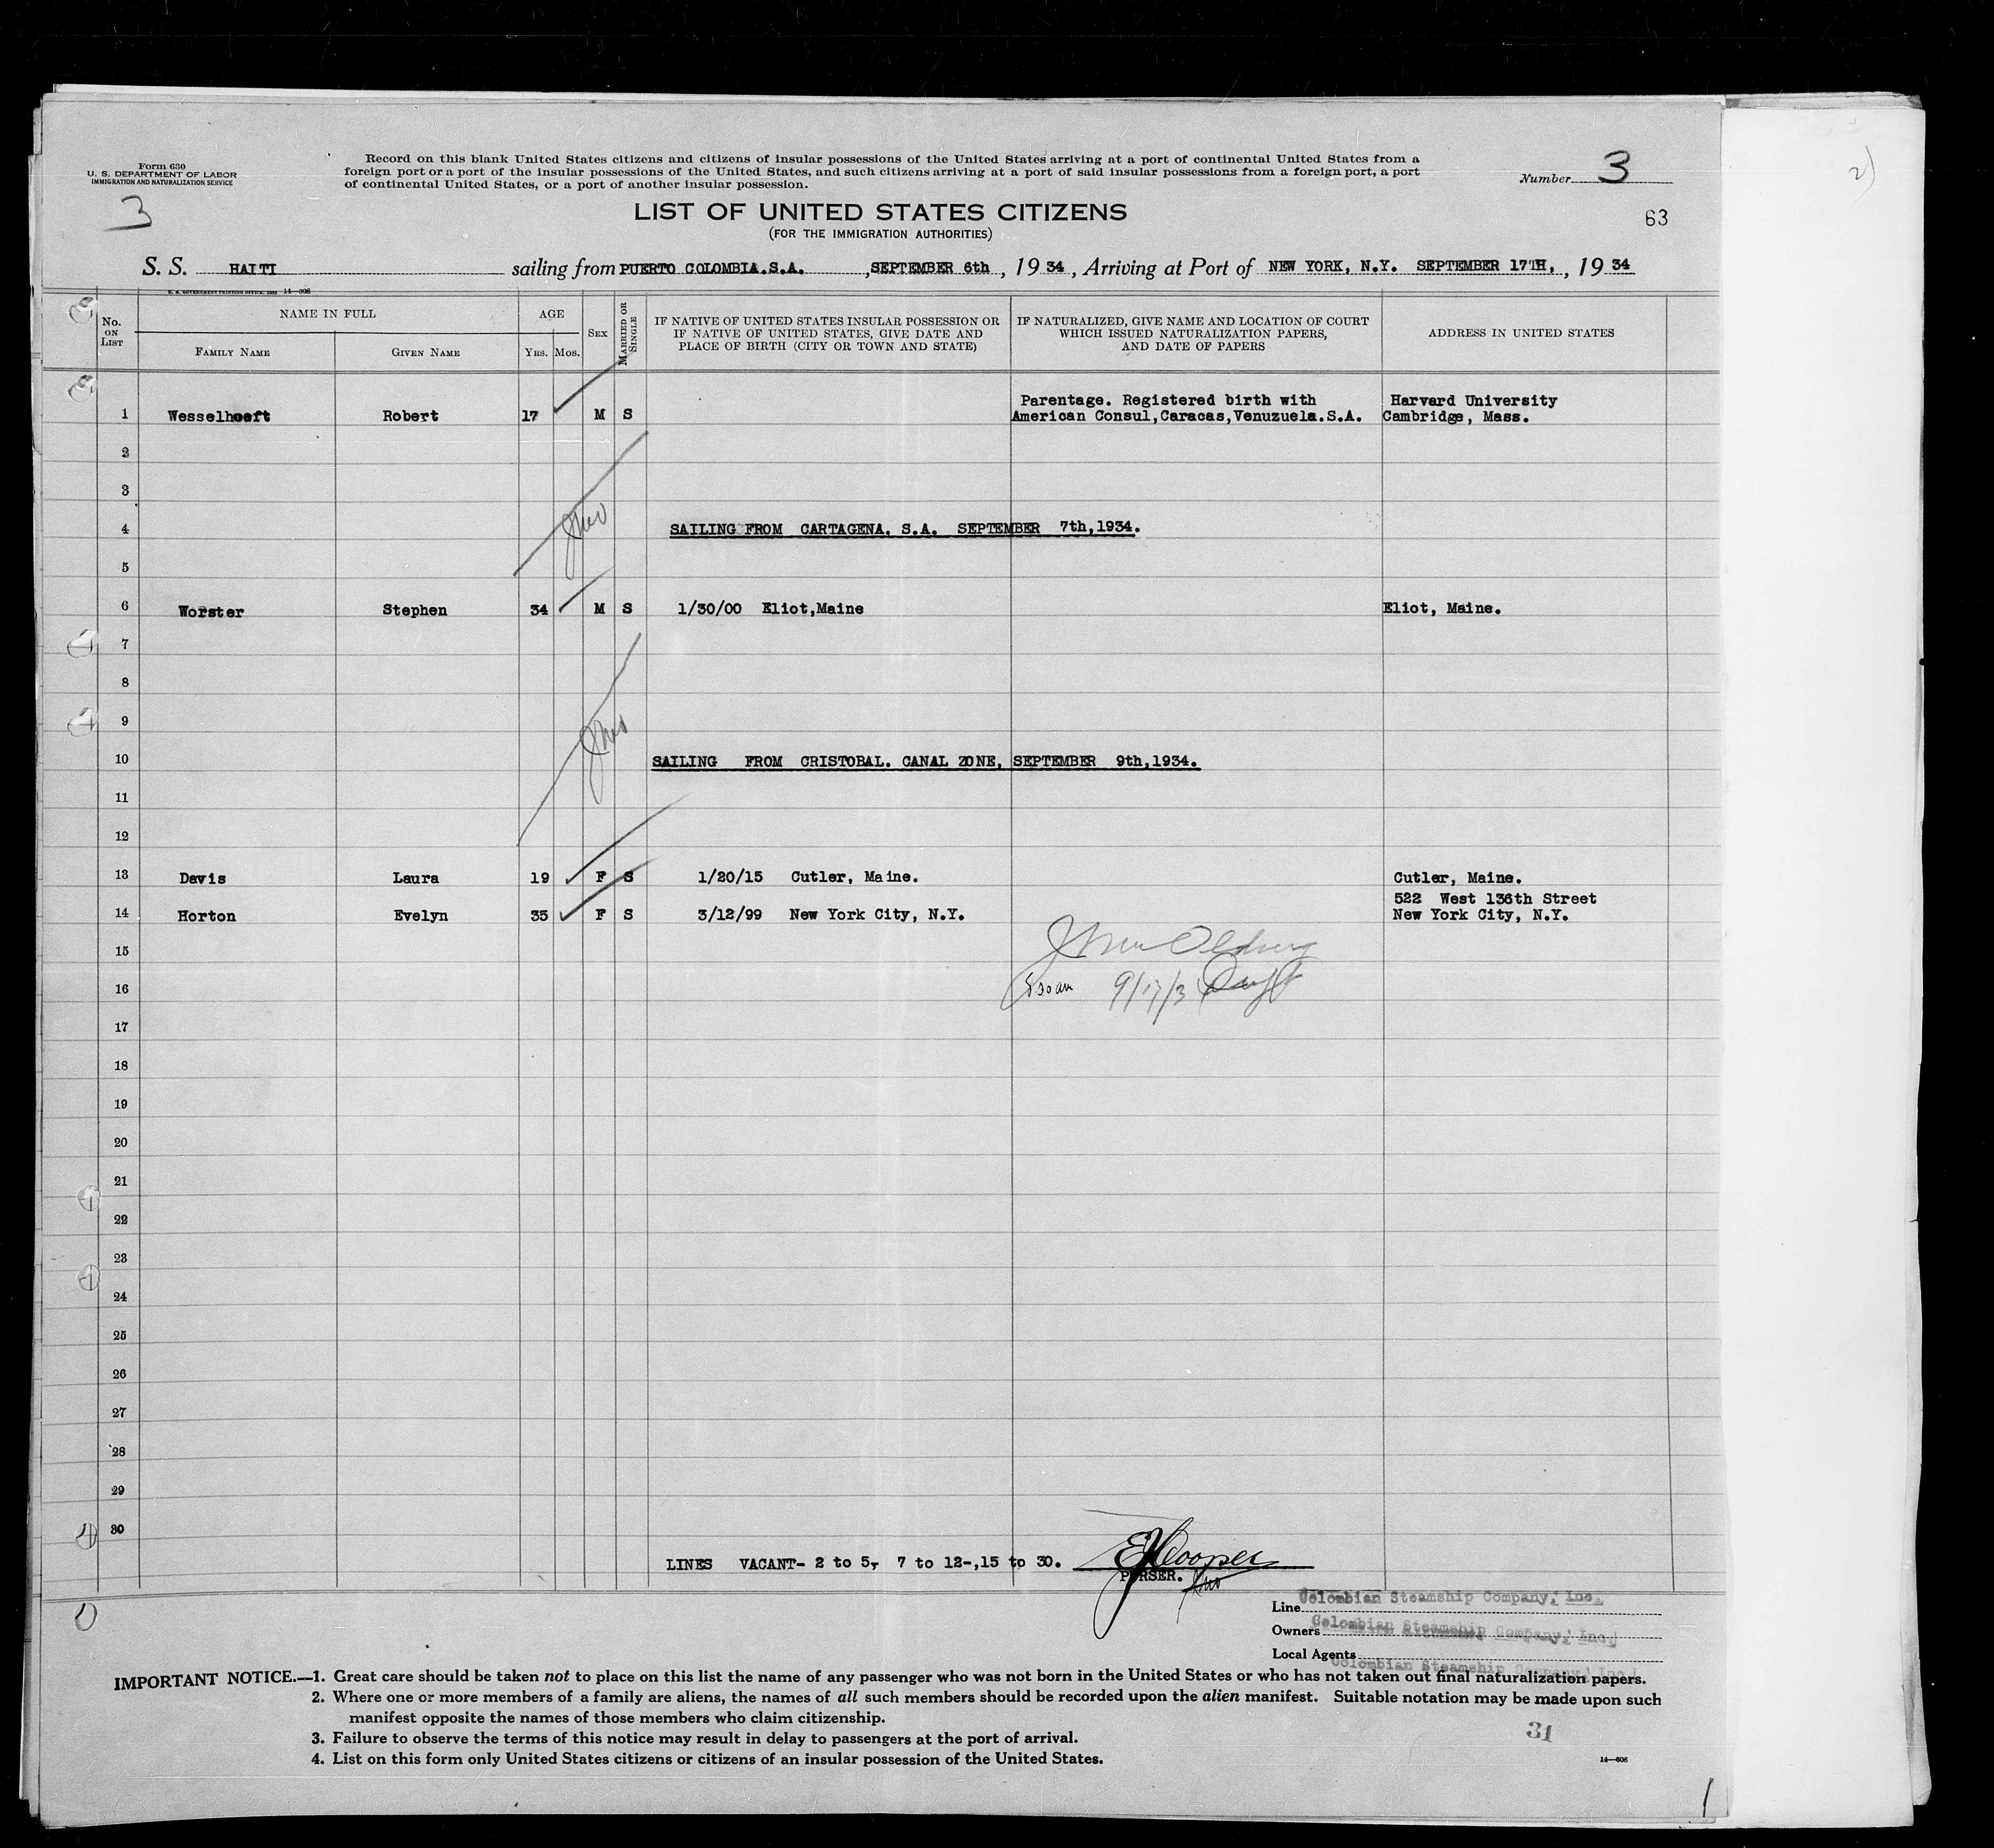 Form 630
U. S. DEPARTMENT OF LABOR
IMMIGRATION AND NATURALIZATION SERVICE
3
Record on this blank United States citizens and citizens of insular possessions of the United States arriving at a port of continental United States from a
foreign port or a port of the insular possessions of the United States, and such citizens arriving at a port of said insular possessions from a foreign port, a port
of continental United States, or a port of another insular possession.
Number 3
2)
LIST OF UNITED STATES CITIZENS
(FOR THE IMMIGRATION AUTHORITIES)
63
S. S. HAITI sailing from PUERTO COLOMBIA.S.A. , SEPTEMBER 6th , 19 34 , Arriving at Port of NEW YORK, N.Y. SEPTEMBER 17TH, , 19 34
U. S. GOVERNMENT PRINTING OFFICE: 1933 14—606
No. ON LIST
NAME IN FULL
FAMILY NAME
GIVEN NAME
AGE
YRS. MOS.
SEX
MARRIED OR SINGLE
IF NATIVE OF UNITED STATES INSULAR POSSESSION OR
IF NATIVE OF UNITED STATES, GIVE DATE AND
PLACE OF BIRTH (CITY OR TOWN AND STATE)
IF NATURALIZED, GIVE NAME AND LOCATION OF COURT
WHICH ISSUED NATURALIZATION PAPERS,
AND DATE OF PAPERS
ADDRESS IN UNITED STATES
Parentage. Registered birth with Harvard University
1 Wesselhoeft Robert 17 M S American Consul,Caracas,Venuzuela.S.A. Cambridge, Mass.
2
3
4 SAILING FROM CARTAGENA. S.A. SEPTEMBER 7th,1934.
5
6 Worster Stephen 34 M S 1/30/00 Eliot,Maine Eliot, Maine.
7
8
9
10 SAILING FROM CRISTOBAL. CANAL ZONE, SEPTEMBER 9th,1934.
11
12
13 Davis Laura 19 F S 1/20/15 Cutler, Maine. Cutler, Maine.
522 West 136th Street
14 Horton Evelyn 35 F S 3/12/99 New York City, N.Y. New York City, N.Y.
15
16
17
18
19
20
21
22
23
24
25
26
27
28
29
30
LINES VACANT- 2 to 5, 7 to 12-,15 to 30. Cooper
PURSER.
Line Colombian Steamship Company, Inc.
Owners Colombian Steamship Company, Inc.
Local Agents Colombian Steamship Company, Inc.
IMPORTANT NOTICE.—1. Great care should be taken not to place on this list the name of any passenger who was not born in the United States or who has not taken out final naturalization papers.
2. Where one or more members of a family are aliens, the names of all such members should be recorded upon the alien manifest. Suitable notation may be made upon such
manifest opposite the names of those members who claim citizenship.
3. Failure to observe the terms of this notice may result in delay to passengers at the port of arrival.
4. List on this form only United States citizens or citizens of an insular possession of the United States.
31
14—606